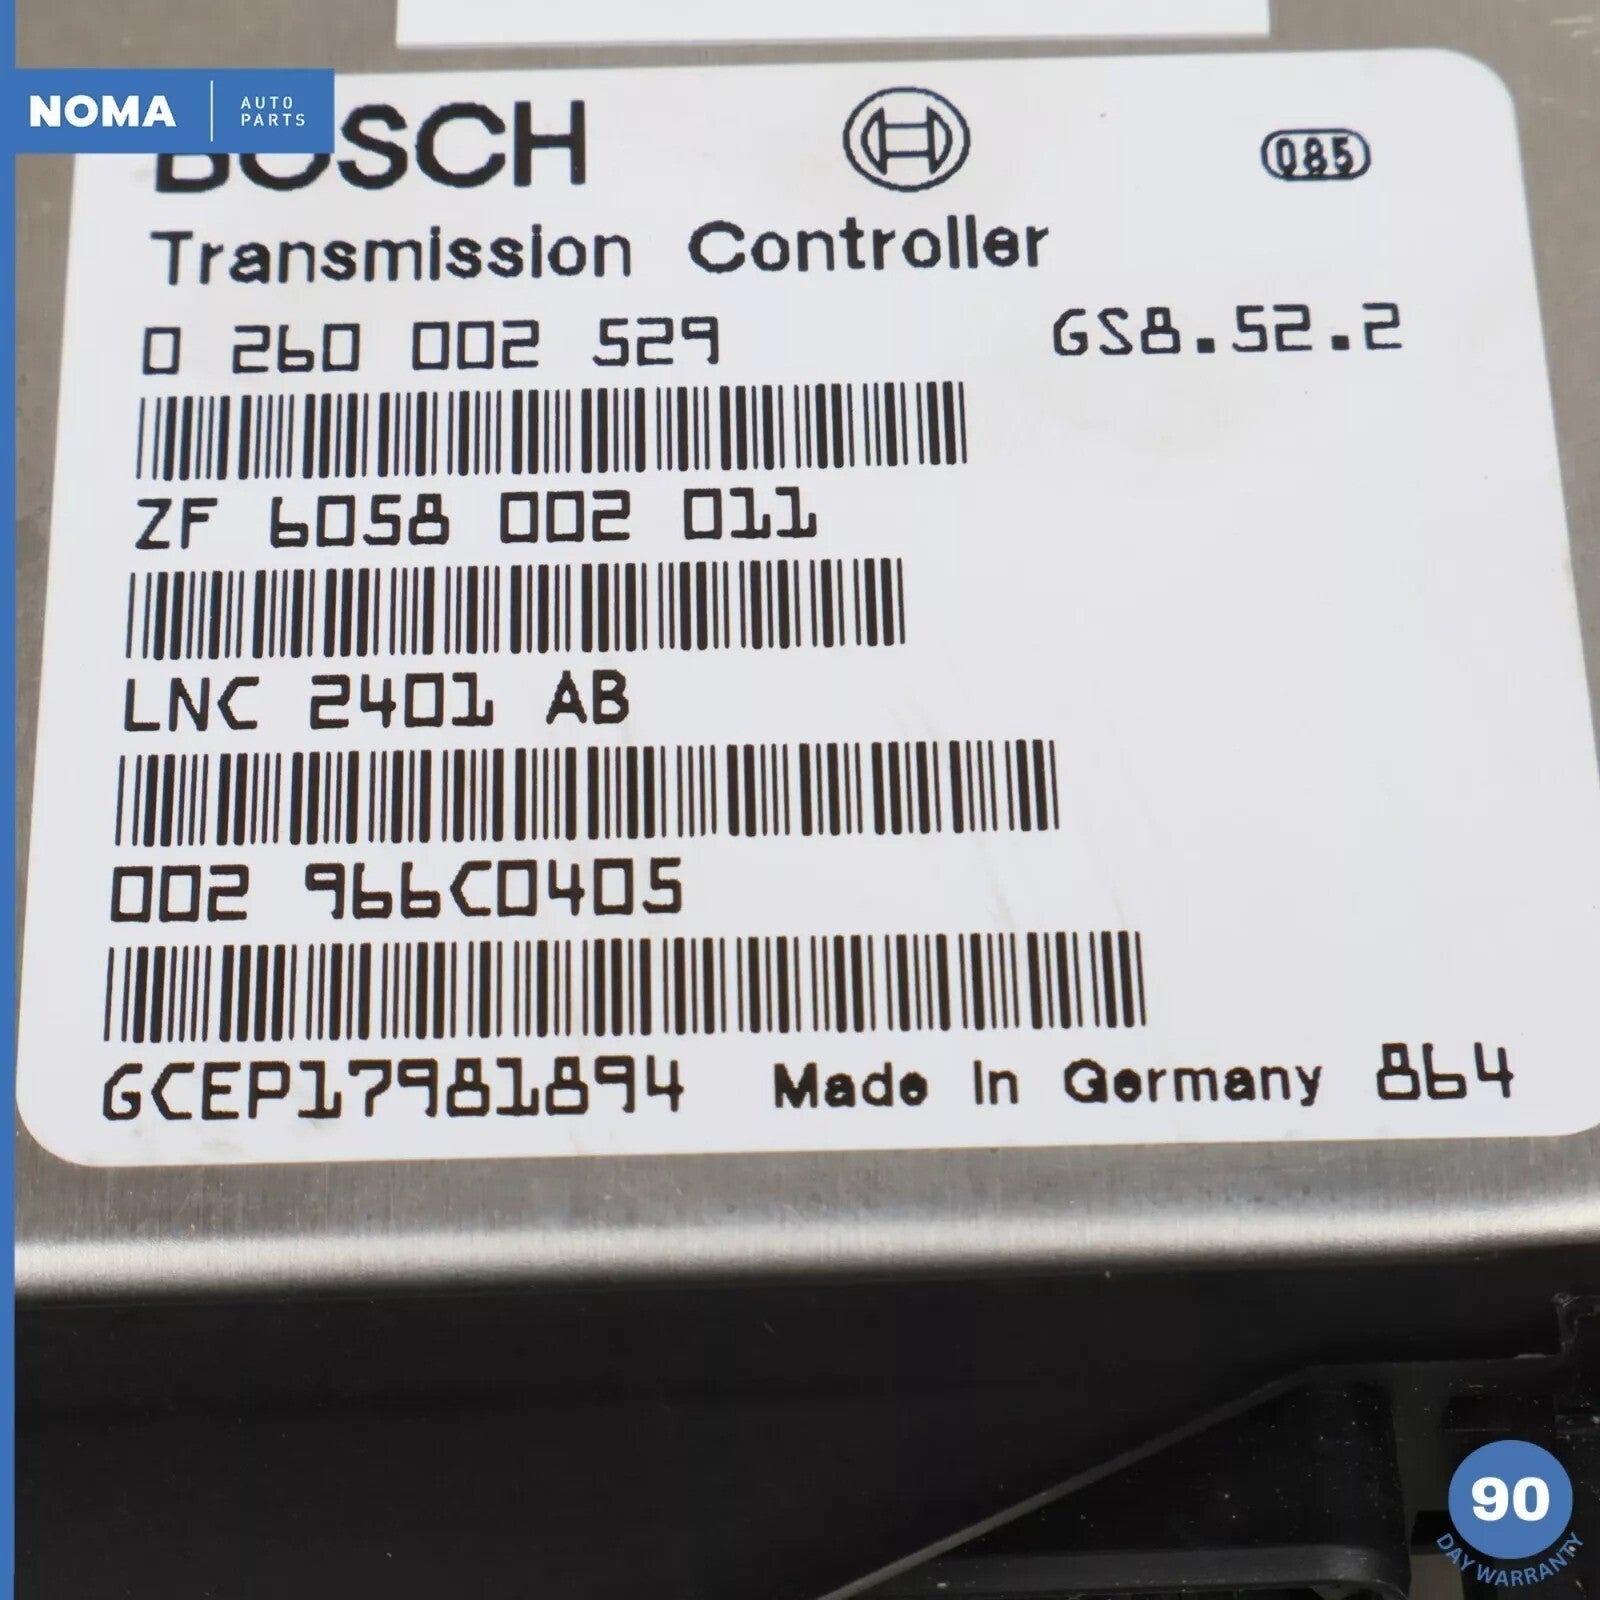 NOMA AUTO PARTS
BOSCH 085
Transmission Controller
0 260 002 529 GS8.52.2
ZF 6058 002 011
LNC 2401 AB
002 966C0405
GCEP17981894 Made In Germany 864
90
DAY WARRANTY